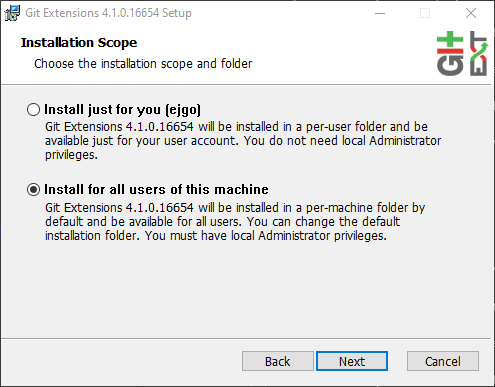 Git Extensions 4.1.0.16654 Setup
Installation Scope
Choose the installation scope and folder
Git
EXT
Install just for you (ejgo)
Git Extensions 4.1.0.16654 will be installed in a per-user folder and be
available just for your user account. You do not need local Administrator
privileges.
Install for all users of this machine
Git Extensions 4.1.0.16654 will be installed in a per-machine folder by
default and be available for all users. You can change the default
installation folder. You must have local Administrator privileges.
Back
Next
Cancel